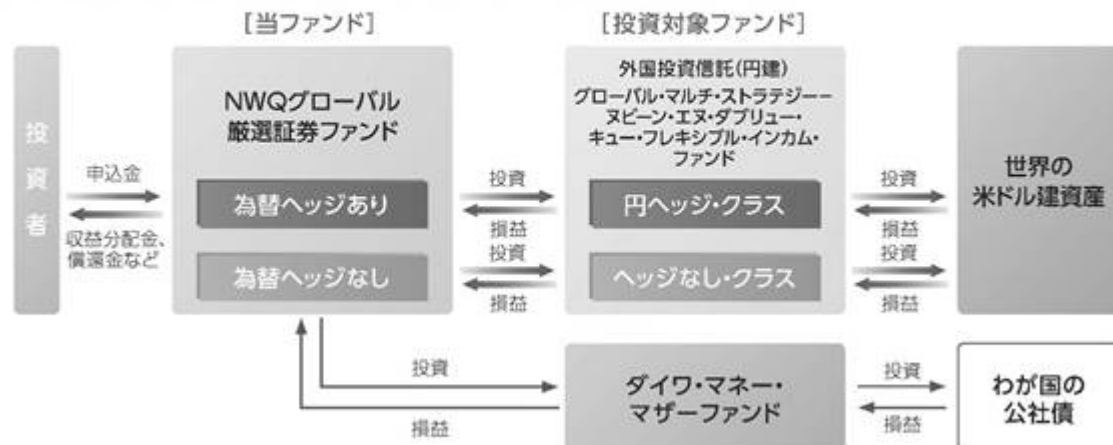 [当ファンド]
[投資対象ファンド]
投資者
申込金
収益分配金、
償還金など
NWQグローバル
厳選証券ファンド
為替ヘッジあり
為替ヘッジなし
投資
損益
投資
損益
外国投資信託(円建)
グローバル・マルチ・ストラテジー−
ヌビーン・エヌ・ダブリュー・
キュー・フレキシブル・インカム・
ファンド
円ヘッジ・クラス
ヘッジなし・クラス
投資
損益
投資
損益
世界の
米ドル建資産
投資
損益
ダイワ・マネー・
マザーファンド
投資
損益
わが国の
公社債